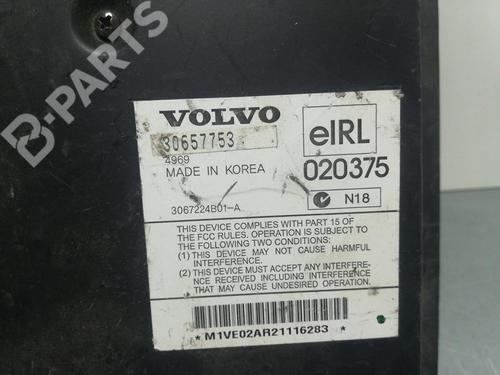 B-PARTS
VOLVO
30657753
4969
MADE IN KOREA
3067224B01-A
eIRL
020375
N18
THIS DEVICE COMPLIES WITH PART 15 OF
THE FCC RULES. OPERATION IS SUBJECT TO
THE FOLLOWING TWO CONDITIONS:
(1) THIS DEVICE MAY NOT CAUSE HARMFUL
INTERFERENCE.
(2) THIS DEVICE MUST ACCEPT ANY INTERFERE-
NCE RECEIVED INCLUDING INTERFERENCE
THAT MAY CAUSE UNDESIRED OPERATION.
* M1VE02AR21116283 *